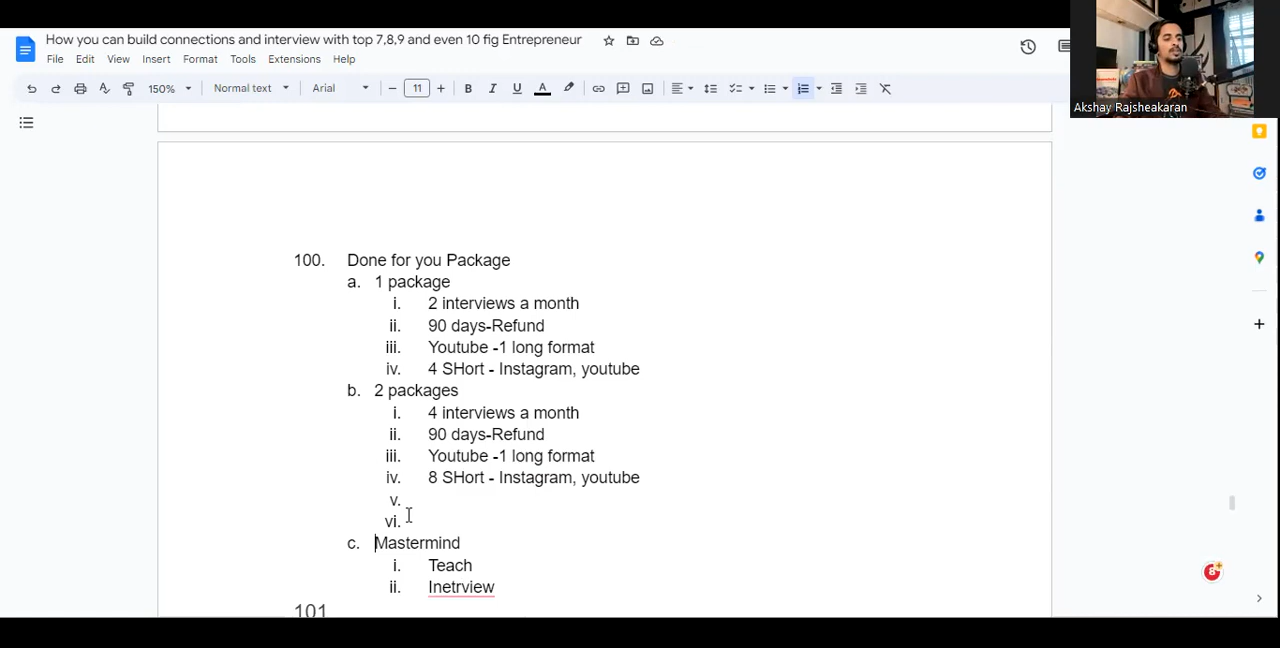 How you can build connections and interview with top 7,8,9 and even 10 fig Entrepreneur
File Edit View Insert Format Tools Extensions Help
150% Normal text Arial 11
Akshay Rajsheakaran
100. Done for you Package
a. 1 package
i. 2 interviews a month
ii. 90 days-Refund
iii. Youtube -1 long format
iv. 4 SHort - Instagram, youtube
b. 2 packages
i. 4 interviews a month
ii. 90 days-Refund
iii. Youtube -1 long format
iv. 8 SHort - Instagram, youtube
v.
vi.
c. Mastermind
i. Teach
ii. Inetrview
101